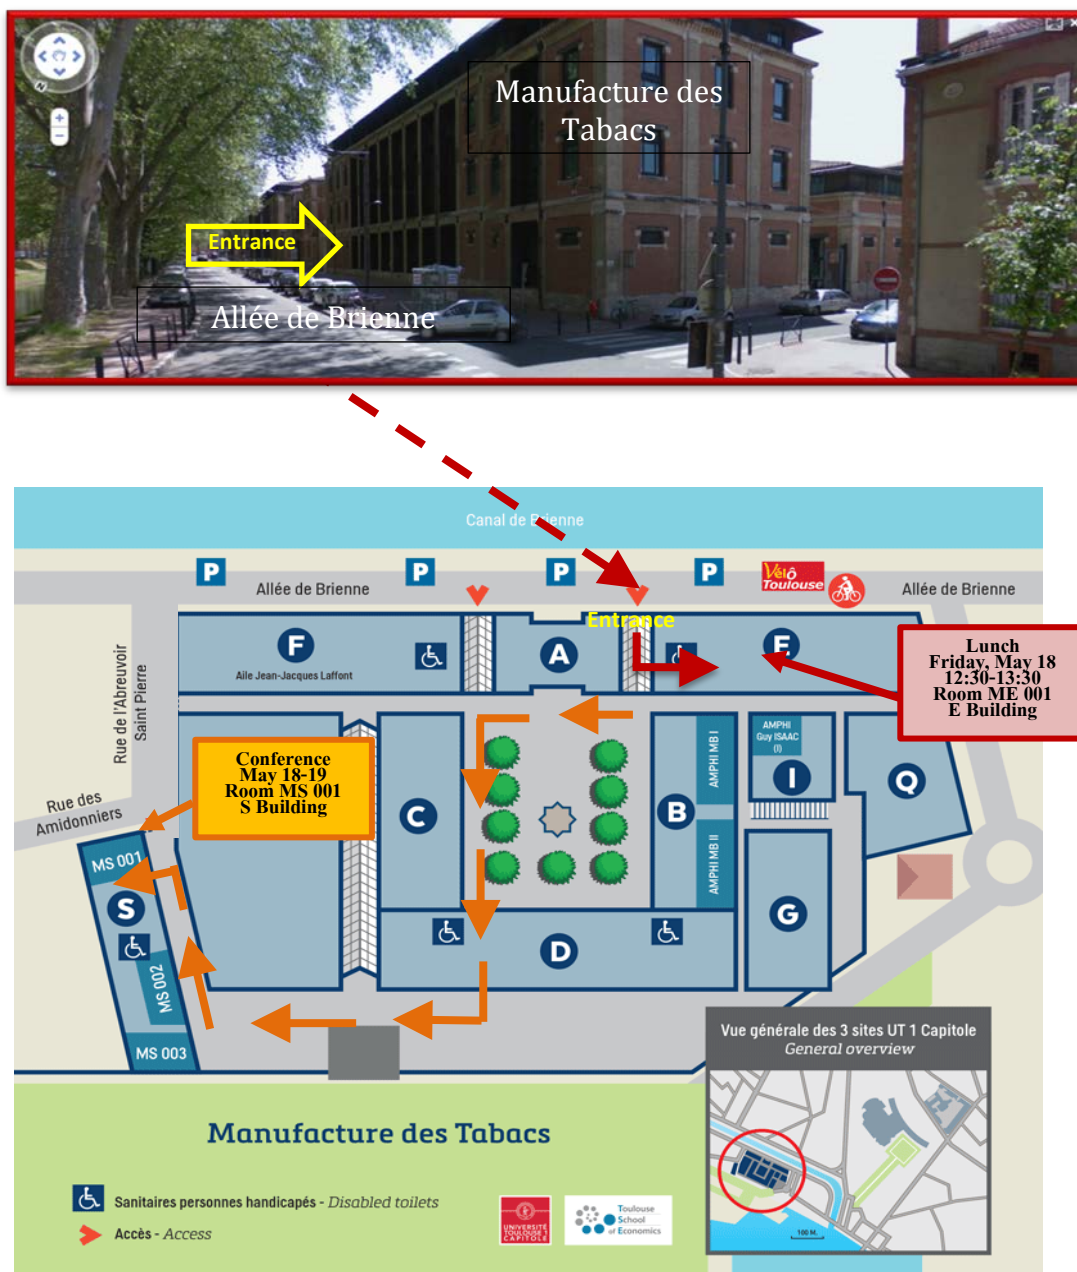 Manufacture des
Tabacs
Entrance
Allée de Brienne
Canal de Brienne
P
P
P
P
Vélô
Toulouse
Allée de Brienne
Allée de Brienne
Entrance
F
Aile Jean-Jacques Laffont
A
E
Lunch
Friday, May 18
12:30-13:30
Room ME 001
E Building
Rue de l'Abreuvoir
Saint Pierre
Conference
May 18-19
Room MS 001
S Building
Rue des
Amidonniers
C
B
AMPHI MB I
AMPHI MB II
AMPHI
Guy ISAAC
(I)
I
Q
MS 001
S
MS 002
MS 003
D
G
Vue générale des 3 sites UT 1 Capitole
General overview
100 M.
Manufacture des Tabacs
Sanitaires personnes handicapés - Disabled toilets
Accès - Access
UNIVERSITÉ
TOULOUSE 1
CAPITOLE
Toulouse
School
of Economics